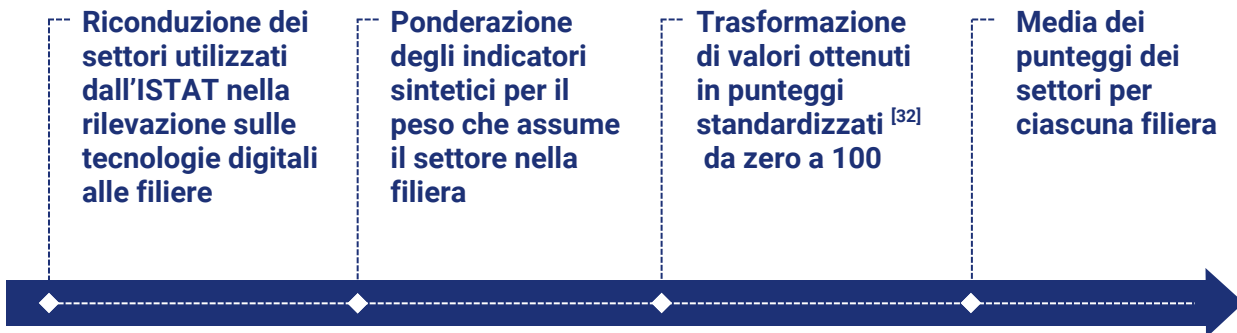 Riconduzione dei
settori utilizzati
dall’ISTAT nella
rilevazione sulle
tecnologie digitali
alle filiere
Ponderazione
degli indicatori
sintetici per il
peso che assume
il settore nella
filiera
Trasformazione
di valori ottenuti
in punteggi
standardizzati [32]
da zero a 100
Media dei
punteggi dei
settori per
ciascuna filiera